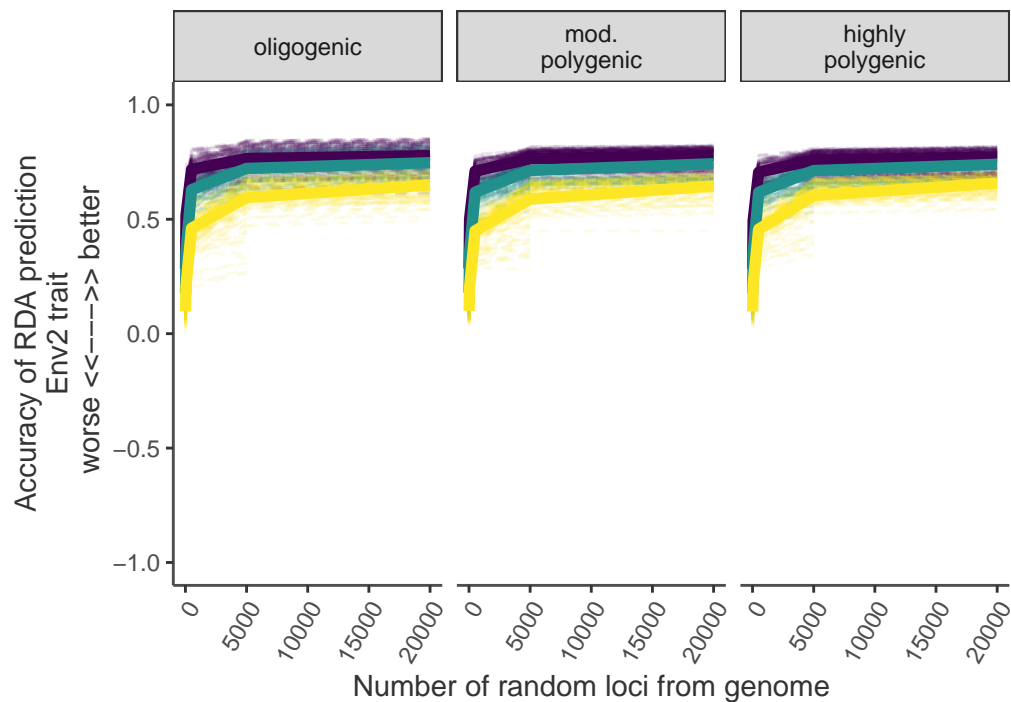 oligogenic
mod.
polygenic
highly
polygenic
Accuracy of RDA prediction
Env2 trait
worse <<−−−>> better
1.0
0.5
0.0
−0.5
−1.0
0
5000
10000
15000
20000
0
5000
10000
15000
20000
0
5000
10000
15000
20000
Number of random loci from genome